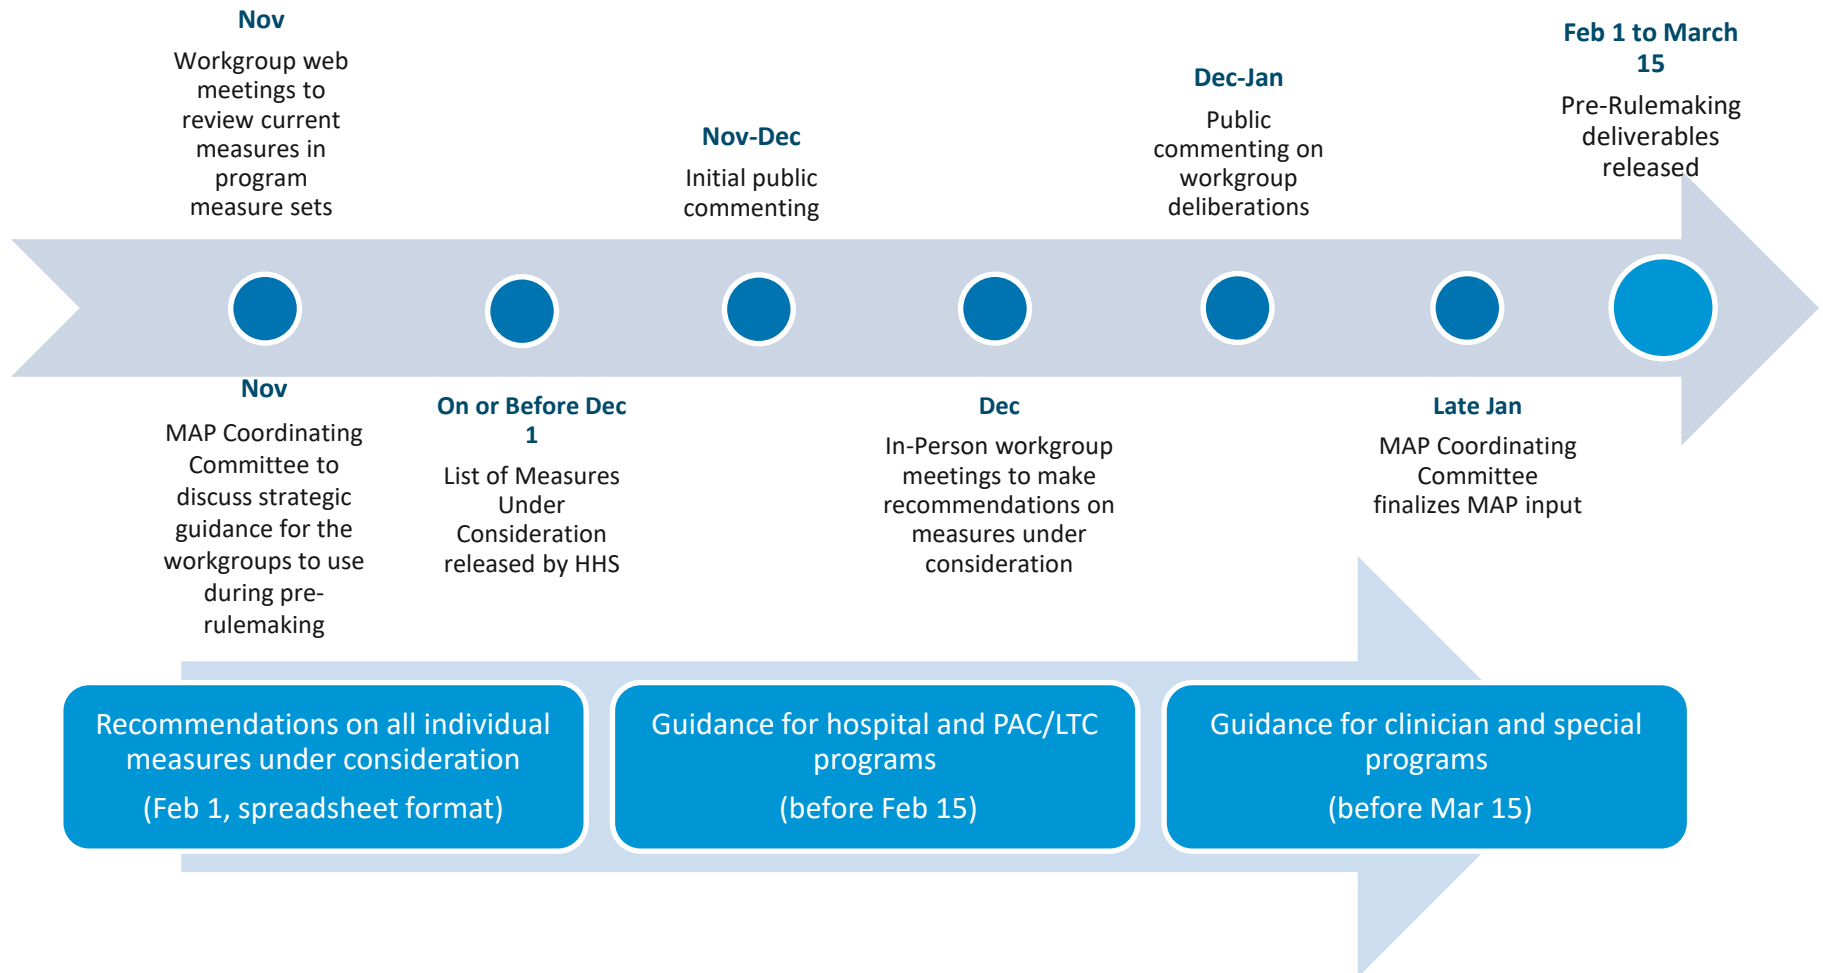 Nov
Workgroup web
meetings to
review current
measures in
program
measure sets
Nov
MAP Coordinating
Committee to
discuss strategic
guidance for the
workgroups to use
during pre-
rulemaking
On or Before Dec
1
List of Measures
Under
Consideration
released by HHS
Nov-Dec
Initial public
commenting
Dec
In-Person workgroup
meetings to make
recommendations on
measures under
consideration
Dec-Jan
Public
commenting on
workgroup
deliberations
Late Jan
MAP Coordinating
Committee
finalizes MAP input
Feb 1 to March
15
Pre-Rulemaking
deliverables
released
Recommendations on all individual
measures under consideration
(Feb 1, spreadsheet format)
Guidance for hospital and PAC/LTC
programs
(before Feb 15)
Guidance for clinician and special
programs
(before Mar 15)